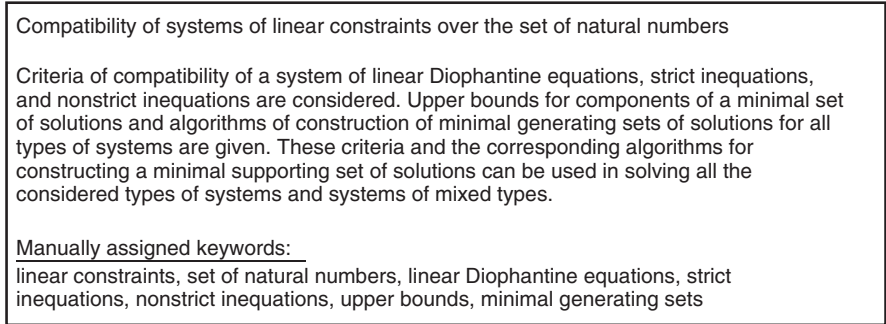 Compatibility of systems of linear constraints over the set of natural numbers
Criteria of compatibility of a system of linear Diophantine equations, strict inequations,
and nonstrict inequations are considered. Upper bounds for components of a minimal set
of solutions and algorithms of construction of minimal generating sets of solutions for all
types of systems are given. These criteria and the corresponding algorithms for
constructing a minimal supporting set of solutions can be used in solving all the
considered types of systems and systems of mixed types.
Manually assigned keywords:
linear constraints, set of natural numbers, linear Diophantine equations, strict
inequations, nonstrict inequations, upper bounds, minimal generating sets